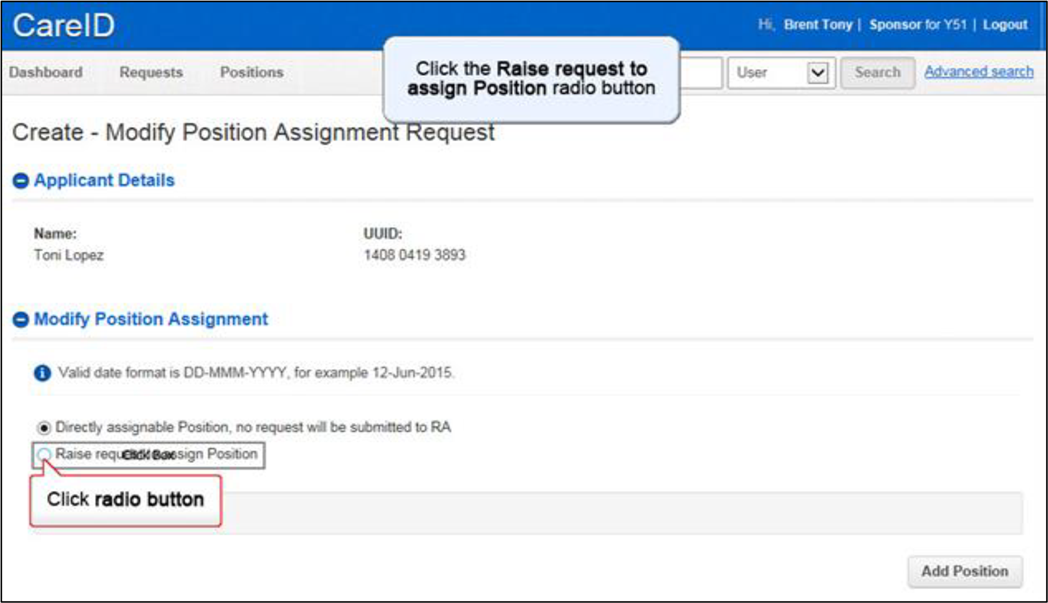 CareID
Hi, Brent Tony | Sponsor for Y51 | Logout
Dashboard Requests Positions
User Search Advanced search
Click the Raise request to
assign Position radio button
Create - Modify Position Assignment Request
Applicant Details
Name: UUID:
Toni Lopez 1408 0419 3893
Modify Position Assignment
Valid date format is DD-MMM-YYYY, for example 12-Jun-2015.
Directly assignable Position, no request will be submitted to RA
Raise request to assign Position
Click Box
Click radio button
Add Position